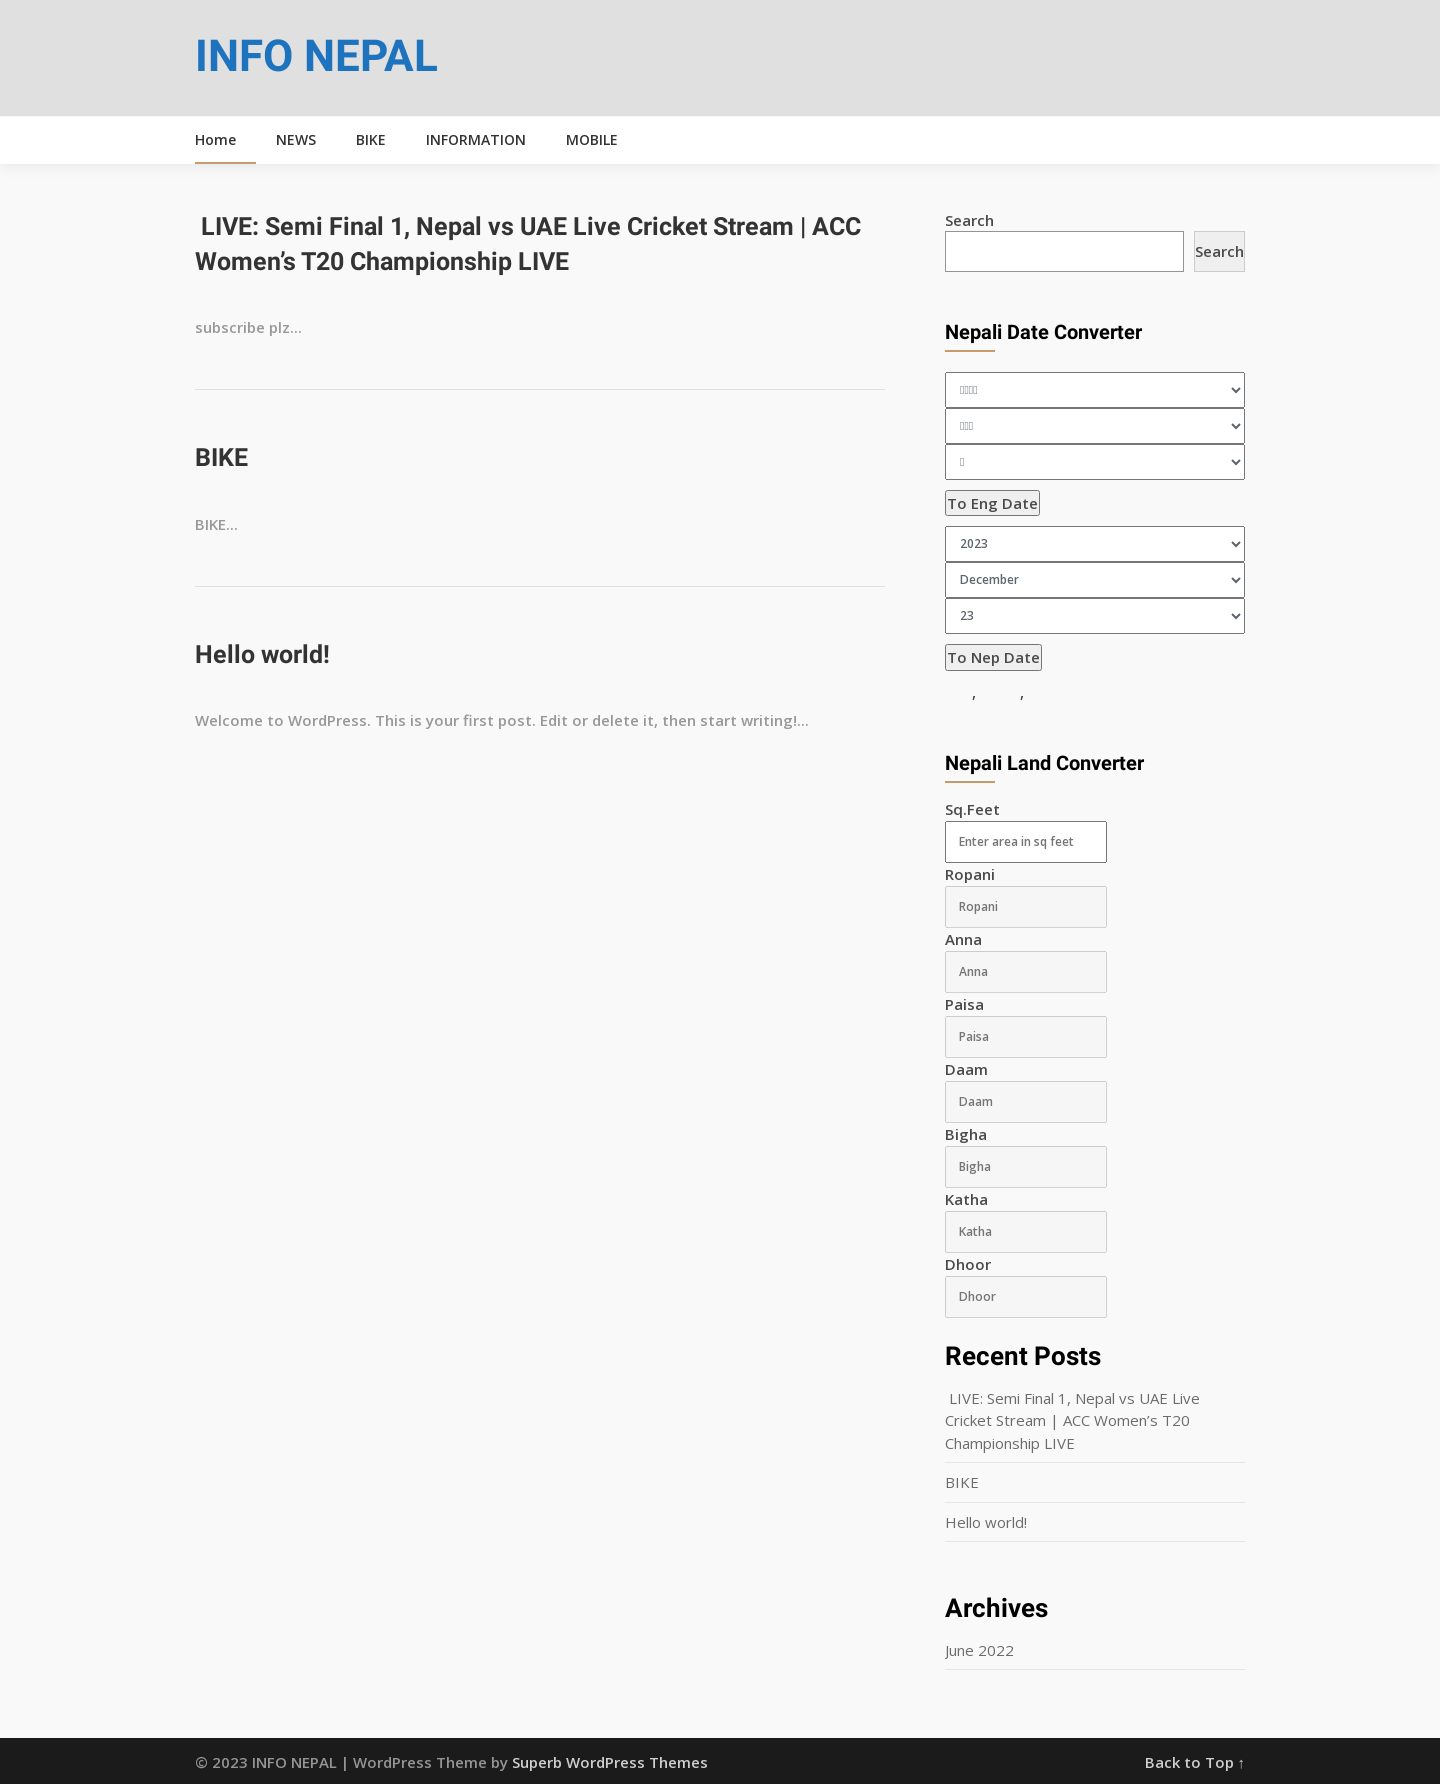 INFO NEPAL
Home NEWS BIKE INFORMATION MOBILE
LIVE: Semi Final 1, Nepal vs UAE Live Cricket Stream | ACC
Women’s T20 Championship LIVE
subscribe plz...
BIKE
BIKE...
Hello world!
Welcome to WordPress. This is your first post. Edit or delete it, then start writing!...
Search
Search
Nepali Date Converter
To Eng Date
2023
December
23
To Nep Date
, ,
Nepali Land Converter
Sq.Feet
Enter area in sq feet
Ropani
Ropani
Anna
Anna
Paisa
Paisa
Daam
Daam
Bigha
Bigha
Katha
Katha
Dhoor
Dhoor
Recent Posts
LIVE: Semi Final 1, Nepal vs UAE Live
Cricket Stream | ACC Women’s T20
Championship LIVE
BIKE
Hello world!
Archives
June 2022
© 2023 INFO NEPAL | WordPress Theme by Superb WordPress Themes
Back to Top ↑